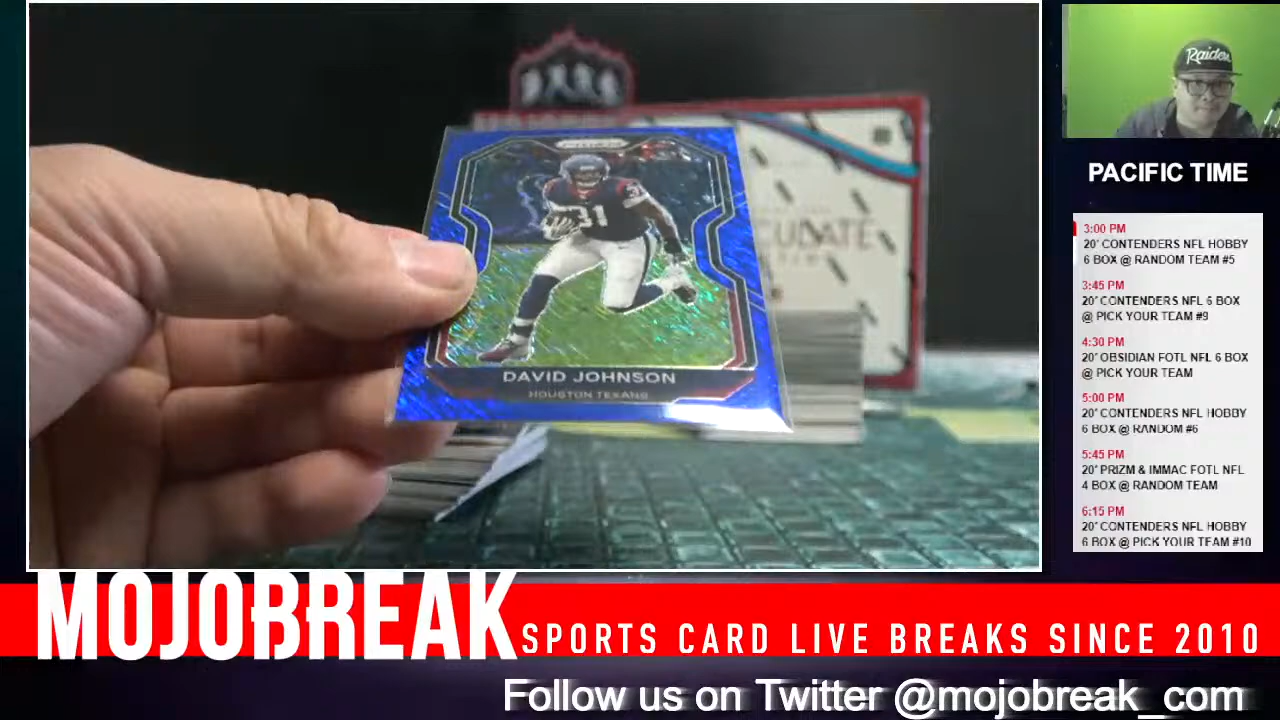 PRIZM
31
DAVID JOHNSON
HOUSTON TEXANS
Raiders
PACIFIC TIME
3:00 PM
20' CONTENDERS NFL HOBBY
6 BOX @ RANDOM TEAM #5
3:45 PM
20' CONTENDERS NFL 6 BOX
@ PICK YOUR TEAM #9
4:30 PM
20' OBSIDIAN FOTL NFL 6 BOX
@ PICK YOUR TEAM
5:00 PM
20' CONTENDERS NFL HOBBY
6 BOX @ RANDOM #6
5:45 PM
20' PRIZM & IMMAC FOTL NFL
4 BOX @ RANDOM TEAM
6:15 PM
20' CONTENDERS NFL HOBBY
6 BOX @ PICK YOUR TEAM #10
MOJOBREAK
SPORTS CARD LIVE BREAKS SINCE 2010
Follow us on Twitter @mojobreak_com